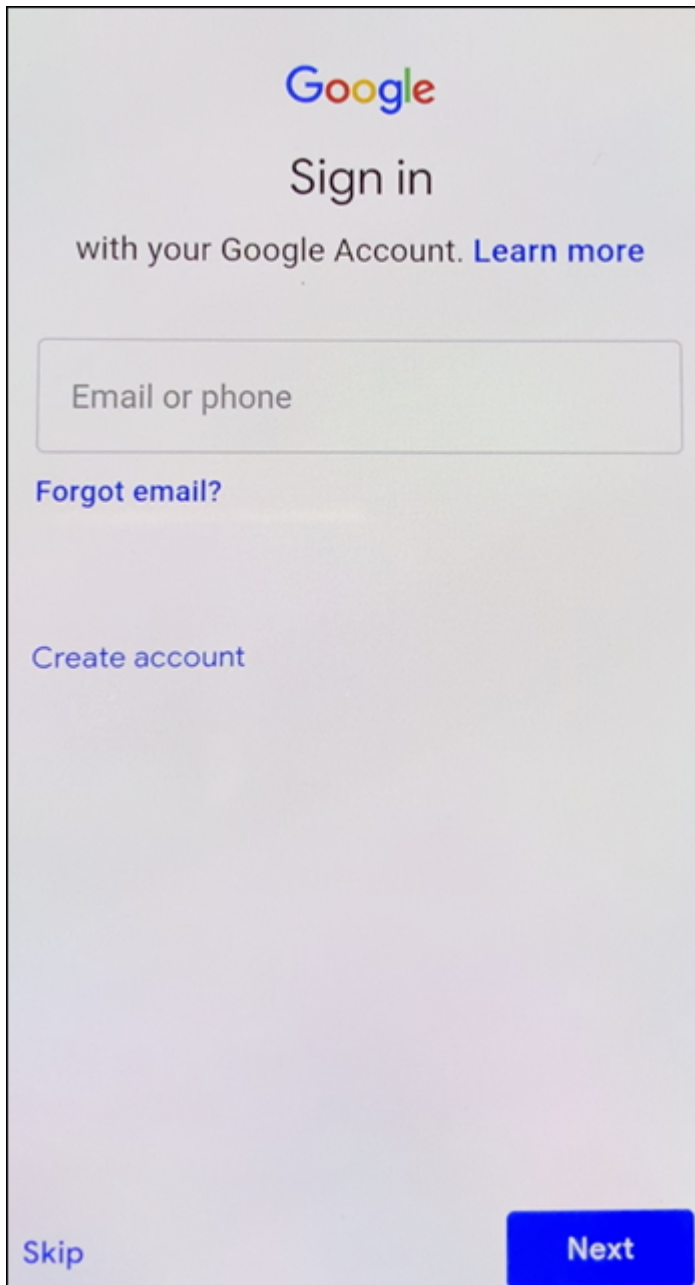 Google
Sign in
with your Google Account. Learn more
Email or phone
Forgot email?
Create account
Skip
Next